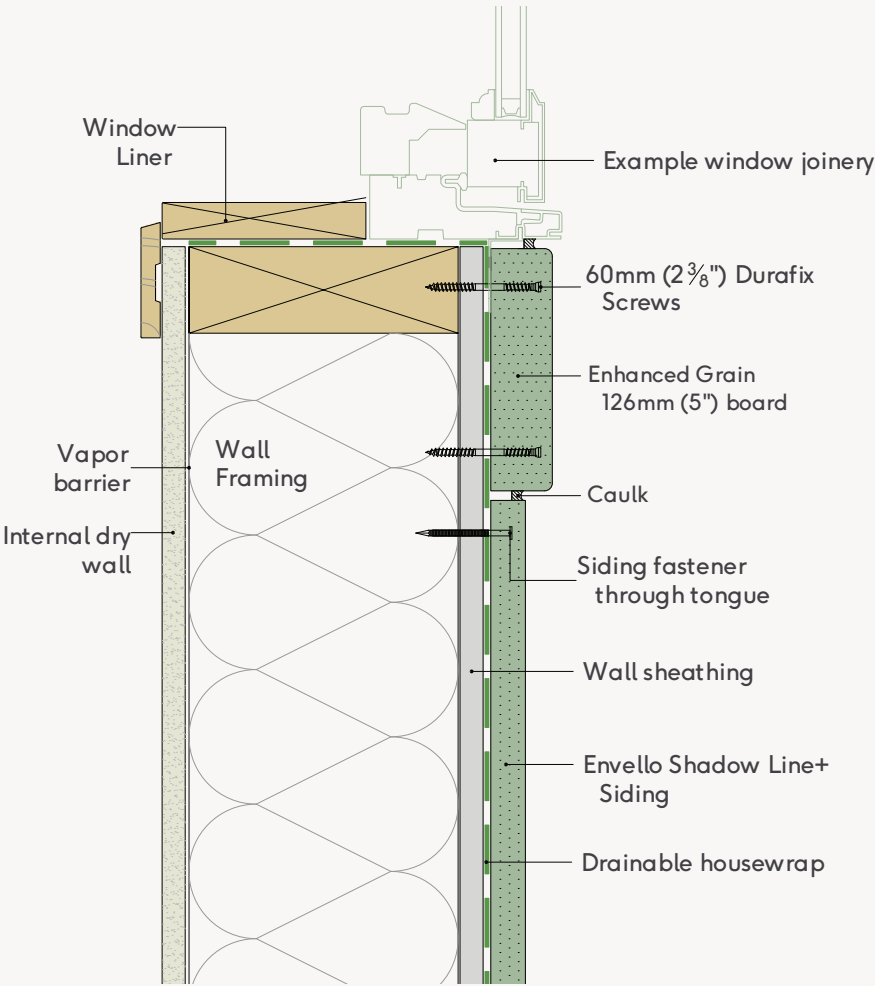 Window
Liner
Example window joinery
60mm (2⅜") Durafix
Screws
Enhanced Grain
126mm (5") board
Vapor
barrier
Wall
Framing
Caulk
Internal dry
wall
Siding fastener
through tongue
Wall sheathing
Envello Shadow Line+
Siding
Drainable housewrap